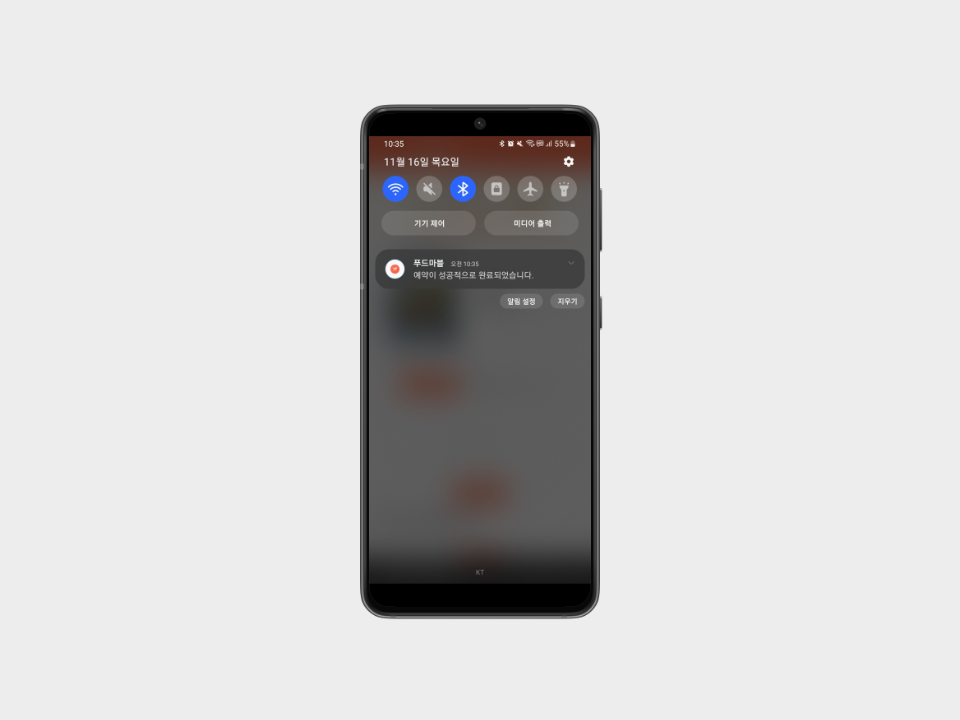 10:35 55%
11월 16일 목요일
기기 제어 미디어 출력
푸드마블 오전 10:35
예약이 성공적으로 완료되었습니다.
알림 설정 지우기
KT